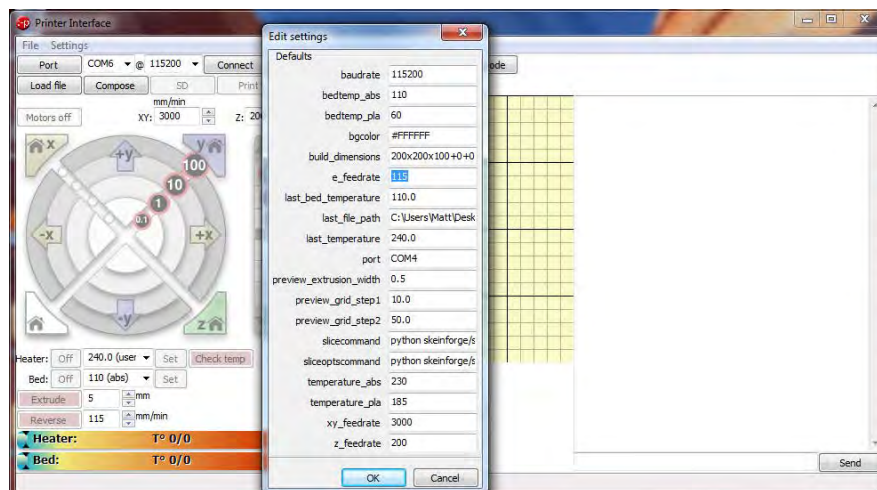 Printer Interface
File Settings
Port COM6 @ 115200 Connect
Load file Compose SD Print
mm/min
Motors off XY: 3000 Z: 20
x
y
+y
100
10
1
0.1
-x
+x
-y
z
Heater: Off 240.0 (user Set Check temp
Bed: Off 110 (abs) Set
Extrude 5 mm
Reverse 115 mm/min
Heater: T° 0/0
Bed: T° 0/0
Edit settings
Defaults
baudrate 115200
bedtemp_abs 110
bedtemp_pla 60
bgcolor #FFFFFF
build_dimensions 200x200x100+0+0
e_feedrate 115
last_bed_temperature 110.0
last_file_path C:\Users\Matt\Desk
last_temperature 240.0
port COM4
preview_extrusion_width 0.5
preview_grid_step1 10.0
preview_grid_step2 50.0
slicecommand python skeinforge/s
sliceoptscommand python skeinforge/s
temperature_abs 230
temperature_pla 185
xy_feedrate 3000
z_feedrate 200
OK Cancel
ode
Send